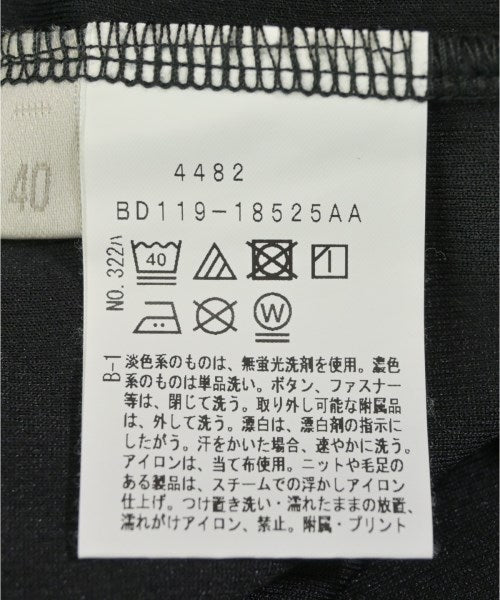 40
4482
BD119-18525AA
NO.322ハ
40
W
B-1
淡色系のものは、無蛍光洗剤を使用。濃色
系のものは単品洗い。ボタン、ファスナー
等は、閉じて洗う。取り外し可能な附属品
は、外して洗う。漂白は、漂白剤の指示に
したがう。汗をかいた場合、速やかに洗う。
アイロンは、当て布使用。ニットや毛足の
ある製品は、スチームでの浮かしアイロン
仕上げ。つけ置き洗い・濡れたままの放置、
濡れがけアイロン、禁止。附属・プリント